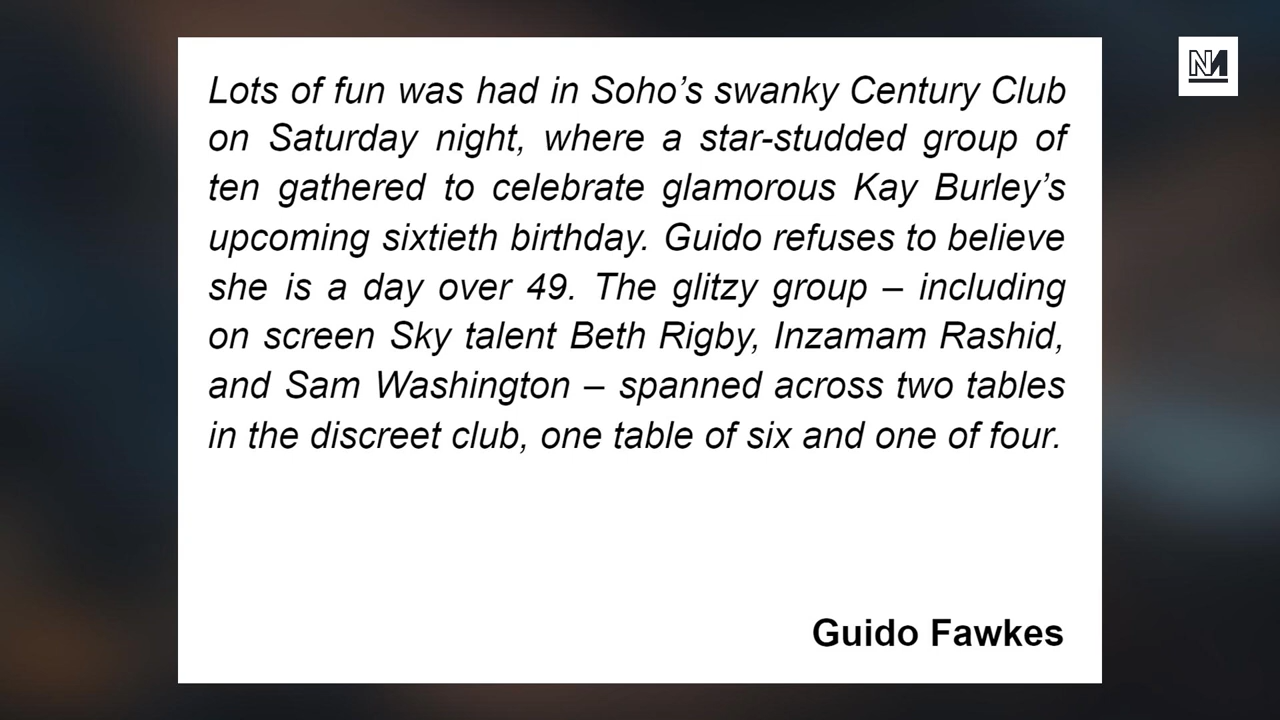 Lots of fun was had in Soho’s swanky Century Club
on Saturday night, where a star-studded group of
ten gathered to celebrate glamorous Kay Burley’s
upcoming sixtieth birthday. Guido refuses to believe
she is a day over 49. The glitzy group – including
on screen Sky talent Beth Rigby, Inzamam Rashid,
and Sam Washington – spanned across two tables
in the discreet club, one table of six and one of four.
Guido Fawkes